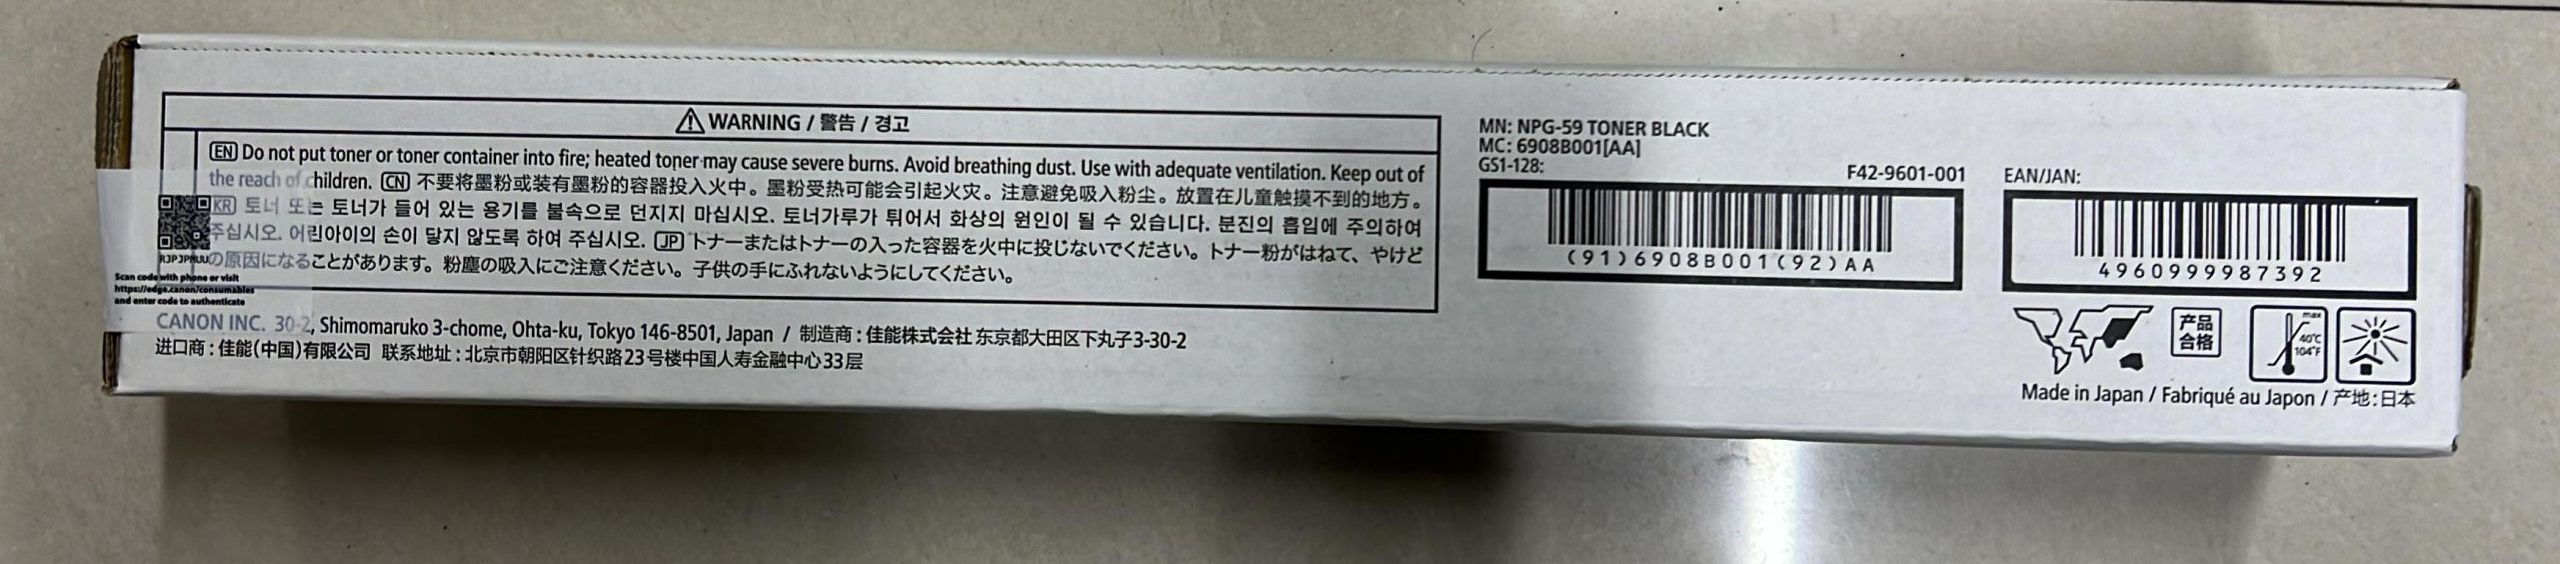 WARNING / 警告 / 경고
EN Do not put toner or toner container into fire; heated toner may cause severe burns. Avoid breathing dust. Use with adequate ventilation. Keep out of
the reach of children. CN 不要将墨粉或装有墨粉的容器投入火中。墨粉受热可能会引起火灾。注意避免吸入粉尘。放置在儿童触摸不到的地方。
KR 토너 또는 토너가 들어 있는 용기를 불속으로 던지지 마십시오. 토너가루가 튀어서 화상의 원인이 될 수 있습니다. 분진의 흡입에 주의하여
주십시오. 어린아이의 손이 닿지 않도록 하여 주십시오. JP トナーまたはトナーの入った容器を火中に投じないでください。トナー粉がはねて、やけど
の原因になることがあります。粉塵の吸入にご注意ください。子供の手にふれないようにしてください。
Scan code with phone or visit
https://edge.canon/consumables
and enter code to authenticate
CANON INC. 30-2, Shimomaruko 3-chome, Ohta-ku, Tokyo 146-8501, Japan / 制造商:佳能株式会社 东京都大田区下丸子3-30-2
进口商:佳能(中国)有限公司 联系地址:北京市朝阳区针织路23号楼中国人寿金融中心33层
MN: NPG-59 TONER BLACK
MC: 6908B001[AA]
GS1-128:
F42-9601-001
(91)6908B001(92)AA
EAN/JAN:
4960999987392
产品
合格
max
40°C
104°F
Made in Japan / Fabriqué au Japon / 产地:日本